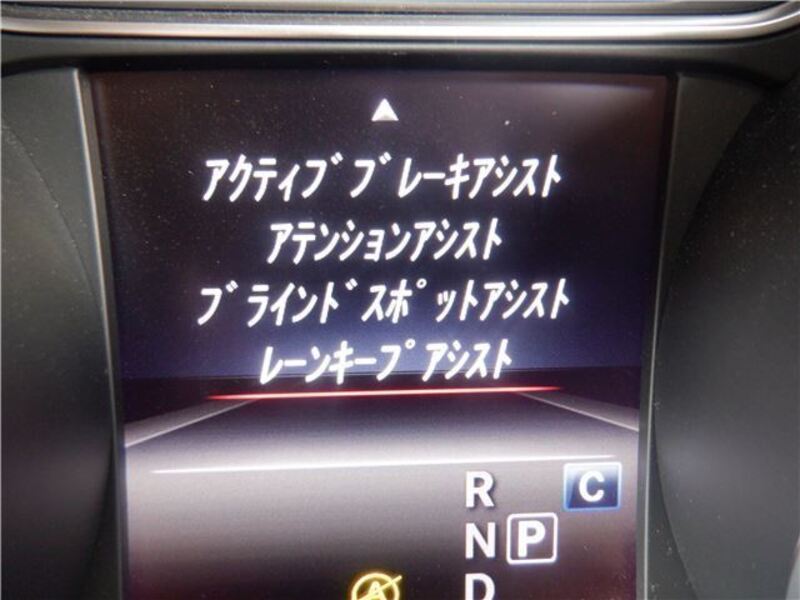 アクティブブレーキアシスト
アテンションアシスト
ブラインドスポットアシスト
レーンキープアシスト
R C
N P
D
A